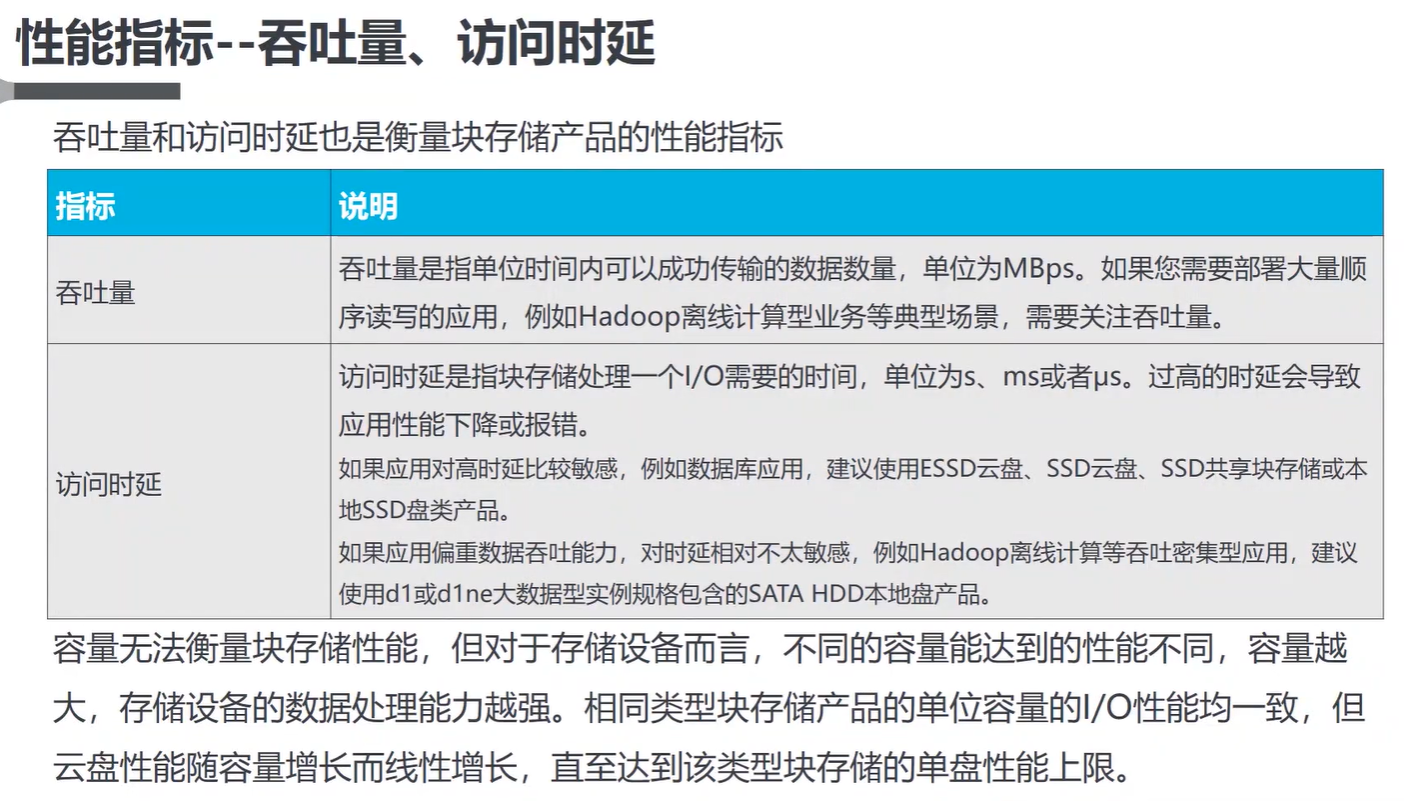 性能指标--吞吐量、访问时延
吞吐量和访问时延也是衡量块存储产品的性能指标
指标
说明
吞吐量
吞吐量是指单位时间内可以成功传输的数据数量，单位为MBps。如果您需要部署大量顺
序读写的应用，例如Hadoop离线计算型业务等典型场景，需要关注吞吐量。
访问时延
访问时延是指块存储处理一个I/O需要的时间，单位为s、ms或者μs。过高的时延会导致
应用性能下降或报错。
如果应用对高时延比较敏感，例如数据库应用，建议使用ESSD云盘、SSD云盘、SSD共享块存储或本
地SSD盘类产品。
如果应用偏重数据吞吐能力，对时延相对不太敏感，例如Hadoop离线计算等吞吐密集型应用，建议
使用d1或d1ne大数据型实例规格包含的SATA HDD本地盘产品。
容量无法衡量块存储性能，但对于存储设备而言，不同的容量能达到的性能不同，容量越
大，存储设备的数据处理能力越强。相同类型块存储产品的单位容量的I/O性能均一致，但
云盘性能随容量增长而线性增长，直至达到该类型块存储的单盘性能上限。